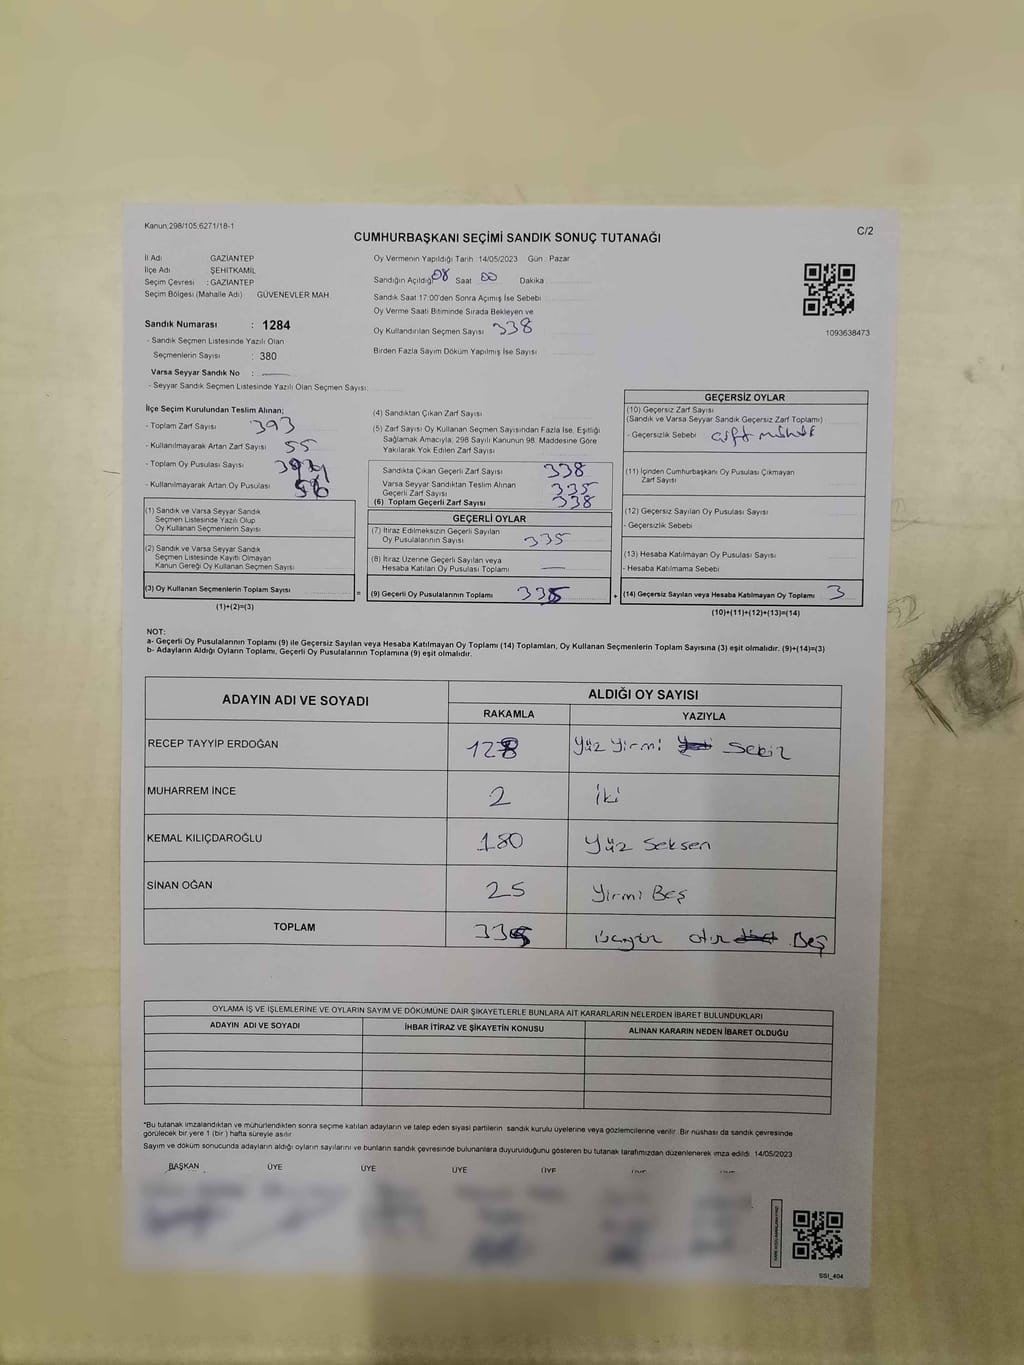 Kanun:298/105;6271/18-1
C/2
CUMHURBAŞKANI SEÇİMİ SANDIK SONUÇ TUTANAĞI
İl Adı GAZİANTEP
İlçe Adı ŞEHİTKAMİL
Seçim Çevresi : GAZİANTEP
Seçim Bölgesi (Mahalle Adı) GÜVENEVLER MAH.
Oy Vermenin Yapıldığı Tarih 14/05/2023 Gün : Pazar
Sandığın Açıldığı 08 Saat 00 Dakika
Sandık Saat 17:00'den Sonra Açımış İse Sebebi
Oy Verme Saati Bitiminde Sırada Bekleyen ve
Oy Kullandırılan Seçmen Sayısı 338
Birden Fazla Sayım Döküm Yapılmış İse Sayısı
1093638473
Sandık Numarası : 1284
- Sandık Seçmen Listesinde Yazılı Olan
Seçmenlerin Sayısı : 380
Varsa Seyyar Sandık No :
- Seyyar Sandık Seçmen Listesinde Yazılı Olan Seçmen Sayısı:
İlçe Seçim Kurulundan Teslim Alınan;
- Toplam Zarf Sayısı 393
- Kullanılmayarak Artan Zarf Sayısı 55
- Toplam Oy Pusulası Sayısı
- Kullanılmayarak Artan Oy Pusulası
(1) Sandık ve Varsa Seyyar Sandık
Seçmen Listesinde Yazılı Olup
Oy Kullanan Seçmenlerin Sayısı
(2) Sandık ve Varsa Seyyar Sandık
Seçmen Listesinde Kayıtlı Olmayan
Kanun Gereği Oy Kullanan Seçmen Sayısı
(3) Oy Kullanan Seçmenlerin Toplam Sayısı =
(1)+(2)=(3)
(4) Sandıktan Çıkan Zarf Sayısı
(5) Zarf Sayısı Oy Kullanan Seçmen Sayısından Fazla İse, Eşitliği
Sağlamak Amacıyla; 298 Sayılı Kanunun 98. Maddesine Göre
Yakılarak Yok Edilen Zarf Sayısı
Sandıkta Çıkan Geçerli Zarf Sayısı 338
Varsa Seyyar Sandıktan Teslim Alınan
Geçerli Zarf Sayısı 335
(6) Toplam Geçerli Zarf Sayısı 338
GEÇERLİ OYLAR
(7) İtiraz Edilmeksizin Geçerli Sayılan
Oy Pusulalarının Sayısı 335
(8) İtiraz Üzerine Geçerli Sayılan veya
Hesaba Katılan Oy Pusulası Toplamı —
(9) Geçerli Oy Pusulalarının Toplamı 335 +
GEÇERSİZ OYLAR
(10) Geçersiz Zarf Sayısı
(Sandık ve Varsa Seyyar Sandık Geçersiz Zarf Toplamı)
- Geçersizlik Sebebi çift mühür
(11) İçinden Cumhurbaşkanı Oy Pusulası Çıkmayan
Zarf Sayısı
(12) Geçersiz Sayılan Oy Pusulası Sayısı
- Geçersizlik Sebebi
(13) Hesaba Katılmayan Oy Pusulası Sayısı
- Hesaba Katılmama Sebebi
(14) Geçersiz Sayılan veya Hesaba Katılmayan Oy Toplamı 3
(10)+(11)+(12)+(13)=(14)
NOT:
a- Geçerli Oy Pusulalarının Toplamı (9) ile Geçersiz Sayılan veya Hesaba Katılmayan Oy Toplamı (14) Toplamları, Oy Kullanan Seçmenlerin Toplam Sayısına (3) eşit olmalıdır. (9)+(14)=(3)
b- Adayların Aldığı Oyların Toplamı, Geçerli Oy Pusulalarının Toplamına (9) eşit olmalıdır.
ADAYIN ADI VE SOYADI ALDIĞI OY SAYISI
RAKAMLA YAZIYLA
RECEP TAYYİP ERDOĞAN 128 Yüz Yirmi Sekiz
MUHARREM İNCE 2 iki
KEMAL KILIÇDAROĞLU 180 Yüz Seksen
SİNAN OĞAN 25 Yirmi Beş
TOPLAM 335 Beş
OYLAMA İŞ VE İŞLEMLERİNE VE OYLARIN SAYIM VE DÖKÜMÜNE DAİR ŞİKAYETLERLE BUNLARA AİT KARARLARIN NELERDEN İBARET BULUNDUKLARI
ADAYIN ADI VE SOYADI İHBAR İTİRAZ VE ŞİKAYETİN KONUSU ALINAN KARARIN NEDEN İBARET OLDUĞU
*Bu tutanak imzalandıktan ve mühürlendikten sonra seçime katılan adayların ve talep eden siyasi partilerin sandık kurulu üyelerine veya gözlemcilerine verilir. Bir nüshası da sandık çevresinde
görülecek bir yere 1 (bir) hafta süreyle asılır.
Sayım ve döküm sonucunda adayların aldığı oyların sayılarını ve bunların sandık çevresinde bulunanlara duyurulduğunu gösteren bu tutanak tarafımızdan düzenlenerek imza edildi. 14/05/2023
BAŞKAN ÜYE ÜYE ÜYE ÜYE
SSI_404